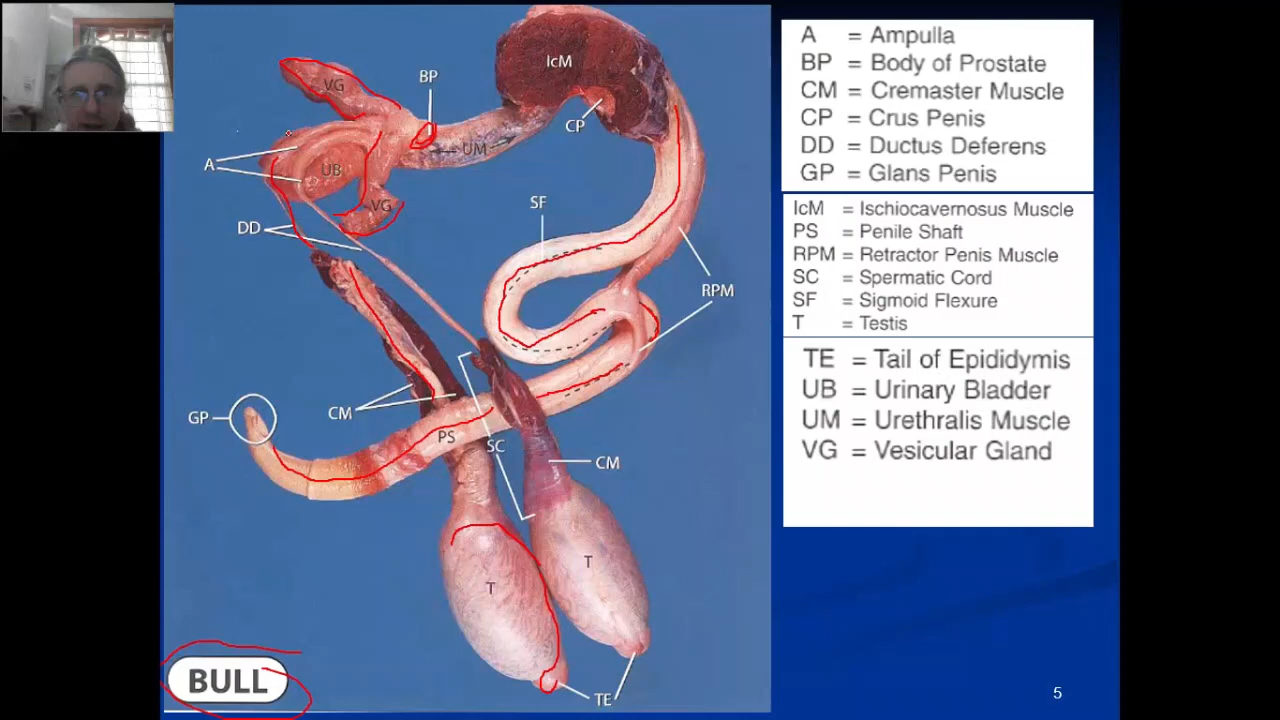 IcM
VG
BP
CP
UM
A
UB
VG
SF
DD
RPM
GP
CM
PS
SC
CM
T
T
TE
BULL
A = Ampulla
BP = Body of Prostate
CM = Cremaster Muscle
CP = Crus Penis
DD = Ductus Deferens
GP = Glans Penis
IcM = Ischiocavernosus Muscle
PS = Penile Shaft
RPM = Retractor Penis Muscle
SC = Spermatic Cord
SF = Sigmoid Flexure
T = Testis
TE = Tail of Epididymis
UB = Urinary Bladder
UM = Urethralis Muscle
VG = Vesicular Gland
5